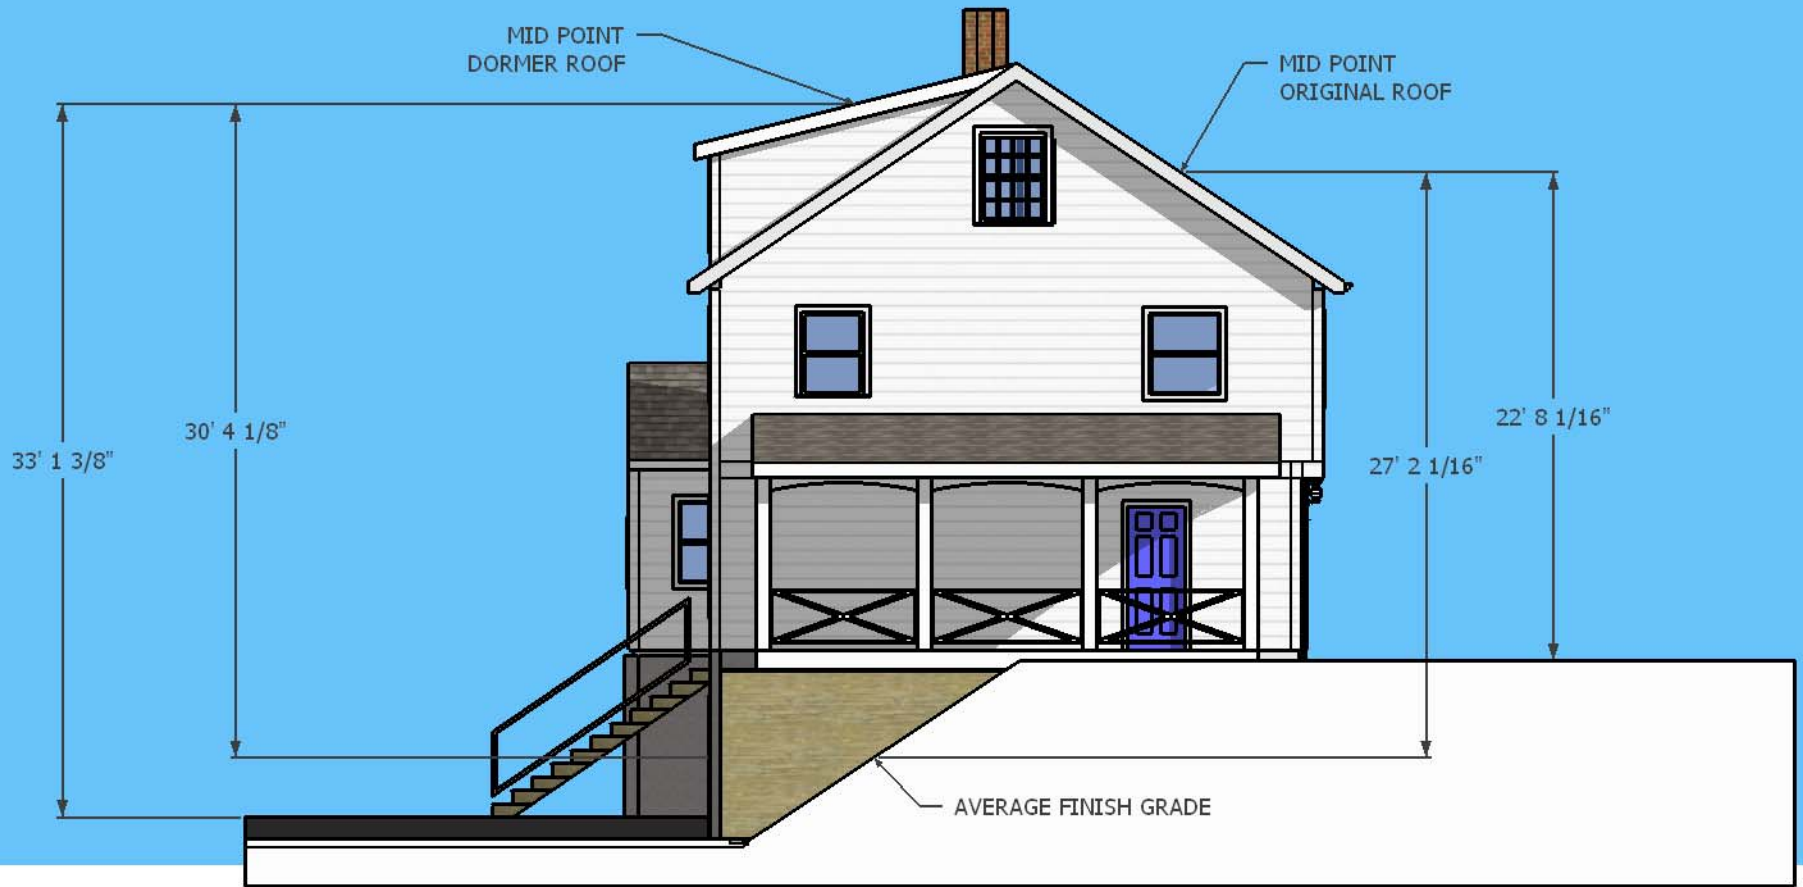 MID POINT
DORMER ROOF
MID POINT
ORIGINAL ROOF
33' 1 3/8"
30' 4 1/8"
27' 2 1/16"
22' 8 1/16"
AVERAGE FINISH GRADE